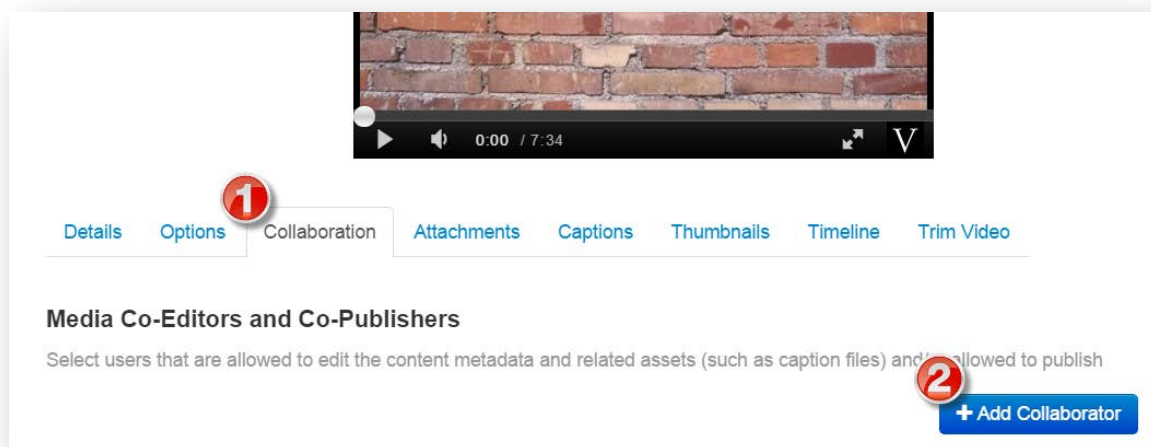 0:00 / 7:34 V
1
Details Options Collaboration Attachments Captions Thumbnails Timeline Trim Video
Media Co-Editors and Co-Publishers
Select users that are allowed to edit the content metadata and related assets (such as caption files) allowed to publish
2
+ Add Collaborator